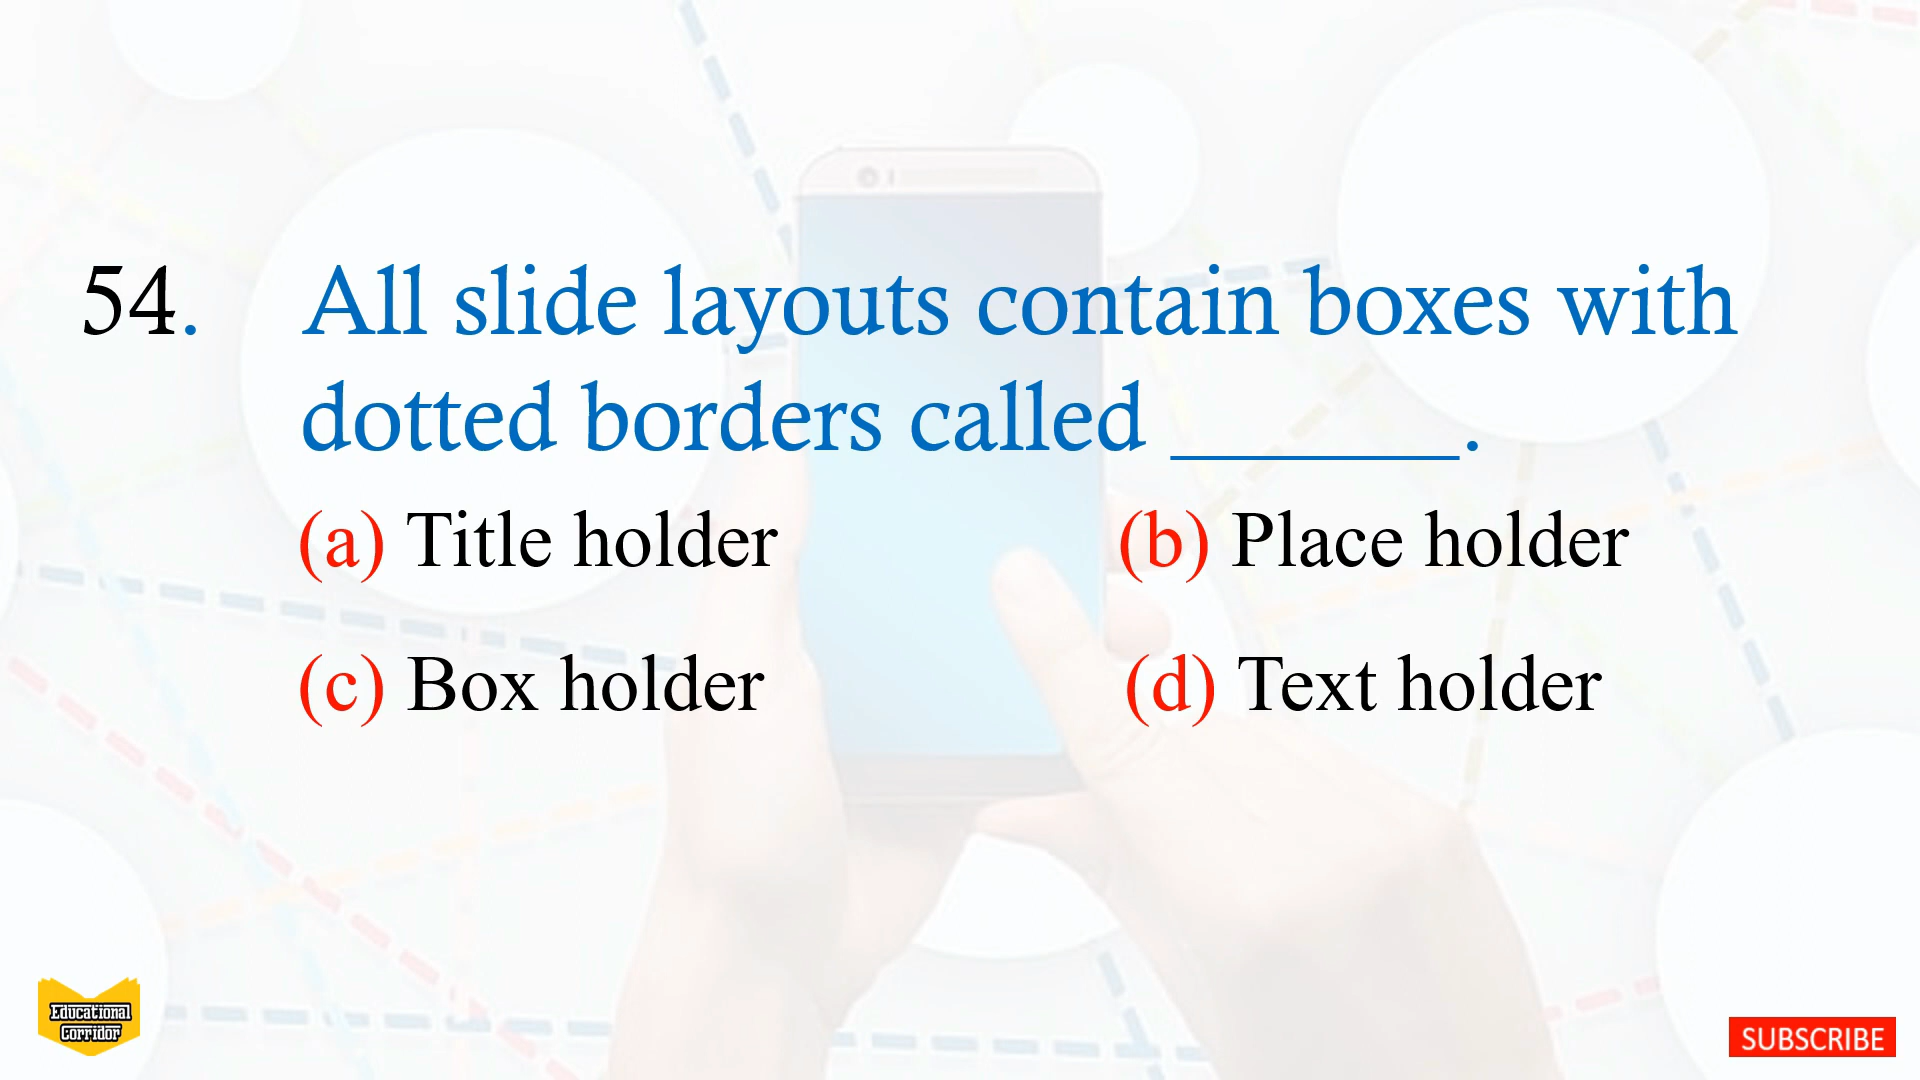 54. All slide layouts contain boxes with
dotted borders called ______.
(a) Title holder (b) Place holder
(c) Box holder (d) Text holder
Educational
Corridor
SUBSCRIBE